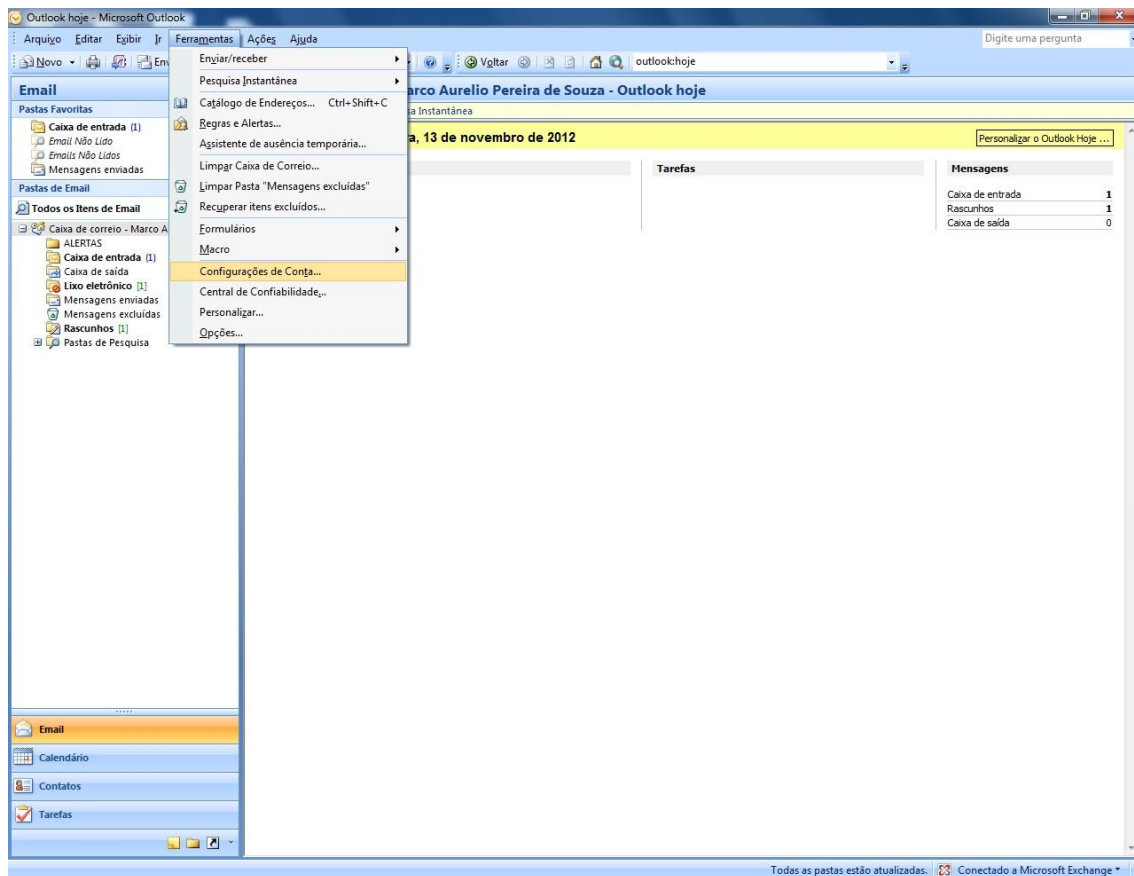 Outlook hoje - Microsoft Outlook
Arquivo Editar Exibir Ir Ferramentas Ações Ajuda Digite uma pergunta
Novo Env Voltar outlook:hoje
Email
arco Aurelio Pereira de Souza - Outlook hoje
Pastas Favoritas
sa Instantânea
Caixa de entrada (1)
Email Não Lido
Emails Não Lidos
Mensagens enviadas
Pastas de Email
Todos os Itens de Email
Caixa de correio - Marco A
ALERTAS
Caixa de entrada (1)
Caixa de saída
Lixo eletrônico [1]
Mensagens enviadas
Mensagens excluídas
Rascunhos [1]
Pastas de Pesquisa
Enviar/receber
Pesquisa Instantânea
Catálogo de Endereços... Ctrl+Shift+C
Regras e Alertas...
Assistente de ausência temporária...
Limpar Caixa de Correio...
Limpar Pasta "Mensagens excluídas"
Recuperar itens excluídos...
Formulários
Macro
Configurações de Conta...
Central de Confiabilidade...
Personalizar...
Opções...
a, 13 de novembro de 2012
Personalizar o Outlook Hoje ...
Tarefas
Mensagens
Caixa de entrada 1
Rascunhos 1
Caixa de saída 0
Email
Calendário
Contatos
Tarefas
Todas as pastas estão atualizadas. Conectado a Microsoft Exchange